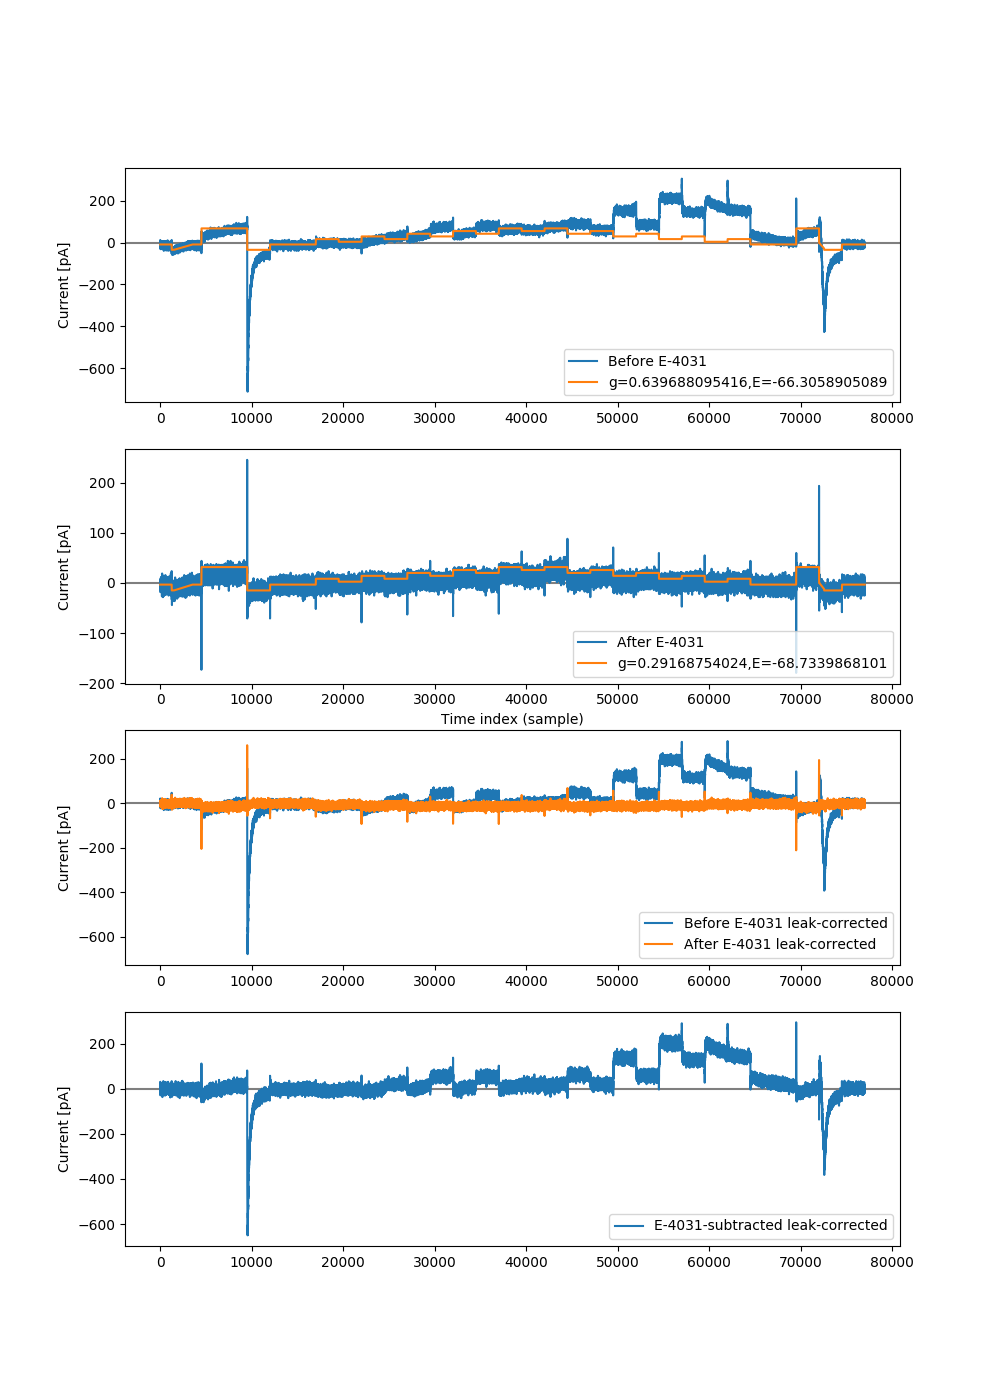 200
0
−200
−400
−600
Current [pA]
Before E-4031
g=0.639688095416,E=-66.3058905089
0 10000 20000 30000 40000 50000 60000 70000 80000
200
100
0
−100
−200
Current [pA]
After E-4031
g=0.29168754024,E=-68.7339868101
0 10000 20000 30000 40000 50000 60000 70000 80000
Time index (sample)
200
0
−200
−400
−600
Current [pA]
Before E-4031 leak-corrected
After E-4031 leak-corrected
0 10000 20000 30000 40000 50000 60000 70000 80000
200
0
−200
−400
−600
Current [pA]
E-4031-subtracted leak-corrected
0 10000 20000 30000 40000 50000 60000 70000 80000